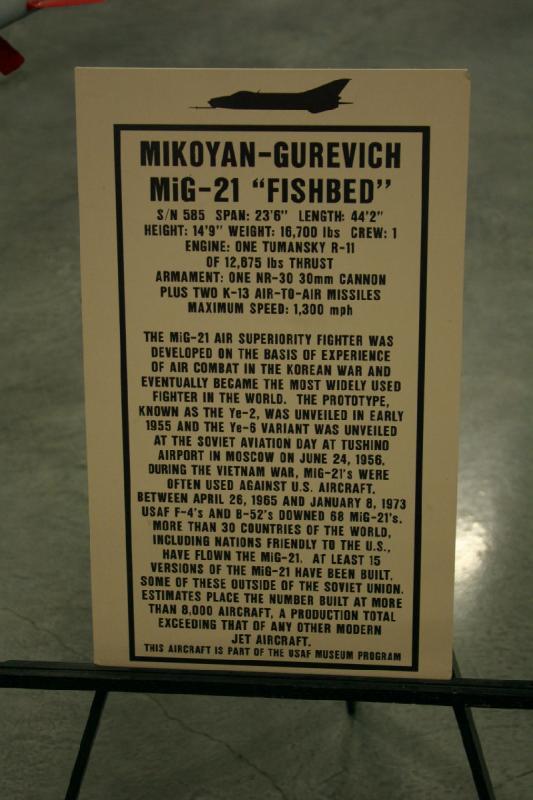 MIKOYAN-GUREVICH
MiG-21 "FISHBED"
S/N 585 SPAN: 23'6" LENGTH: 44'2"
HEIGHT: 14'9" WEIGHT: 16,700 lbs CREW: 1
ENGINE: ONE TUMANSKY R-11
OF 12,675 lbs THRUST
ARMAMENT: ONE NR-30 30mm CANNON
PLUS TWO K-13 AIR-TO-AIR MISSILES
MAXIMUM SPEED: 1,300 mph
THE MiG-21 AIR SUPERIORITY FIGHTER WAS
DEVELOPED ON THE BASIS OF EXPERIENCE
OF AIR COMBAT IN THE KOREAN WAR AND
EVENTUALLY BECAME THE MOST WIDELY USED
FIGHTER IN THE WORLD. THE PROTOTYPE,
KNOWN AS THE Ye-2, WAS UNVEILED IN EARLY
1955 AND THE Ye-6 VARIANT WAS UNVEILED
AT THE SOVIET AVIATION DAY AT TUSHINO
AIRPORT IN MOSCOW ON JUNE 24, 1956.
DURING THE VIETNAM WAR, MiG-21's WERE
OFTEN USED AGAINST U.S. AIRCRAFT.
BETWEEN APRIL 26, 1965 AND JANUARY 8, 1973
USAF F-4's AND B-52's DOWNED 68 MiG-21's.
MORE THAN 30 COUNTRIES OF THE WORLD,
INCLUDING NATIONS FRIENDLY TO THE U.S.,
HAVE FLOWN THE MiG-21. AT LEAST 15
VERSIONS OF THE MiG-21 HAVE BEEN BUILT,
SOME OF THESE OUTSIDE OF THE SOVIET UNION.
ESTIMATES PLACE THE NUMBER BUILT AT MORE
THAN 8,000 AIRCRAFT, A PRODUCTION TOTAL
EXCEEDING THAT OF ANY OTHER MODERN
JET AIRCRAFT.
THIS AIRCRAFT IS PART OF THE USAF MUSEUM PROGRAM